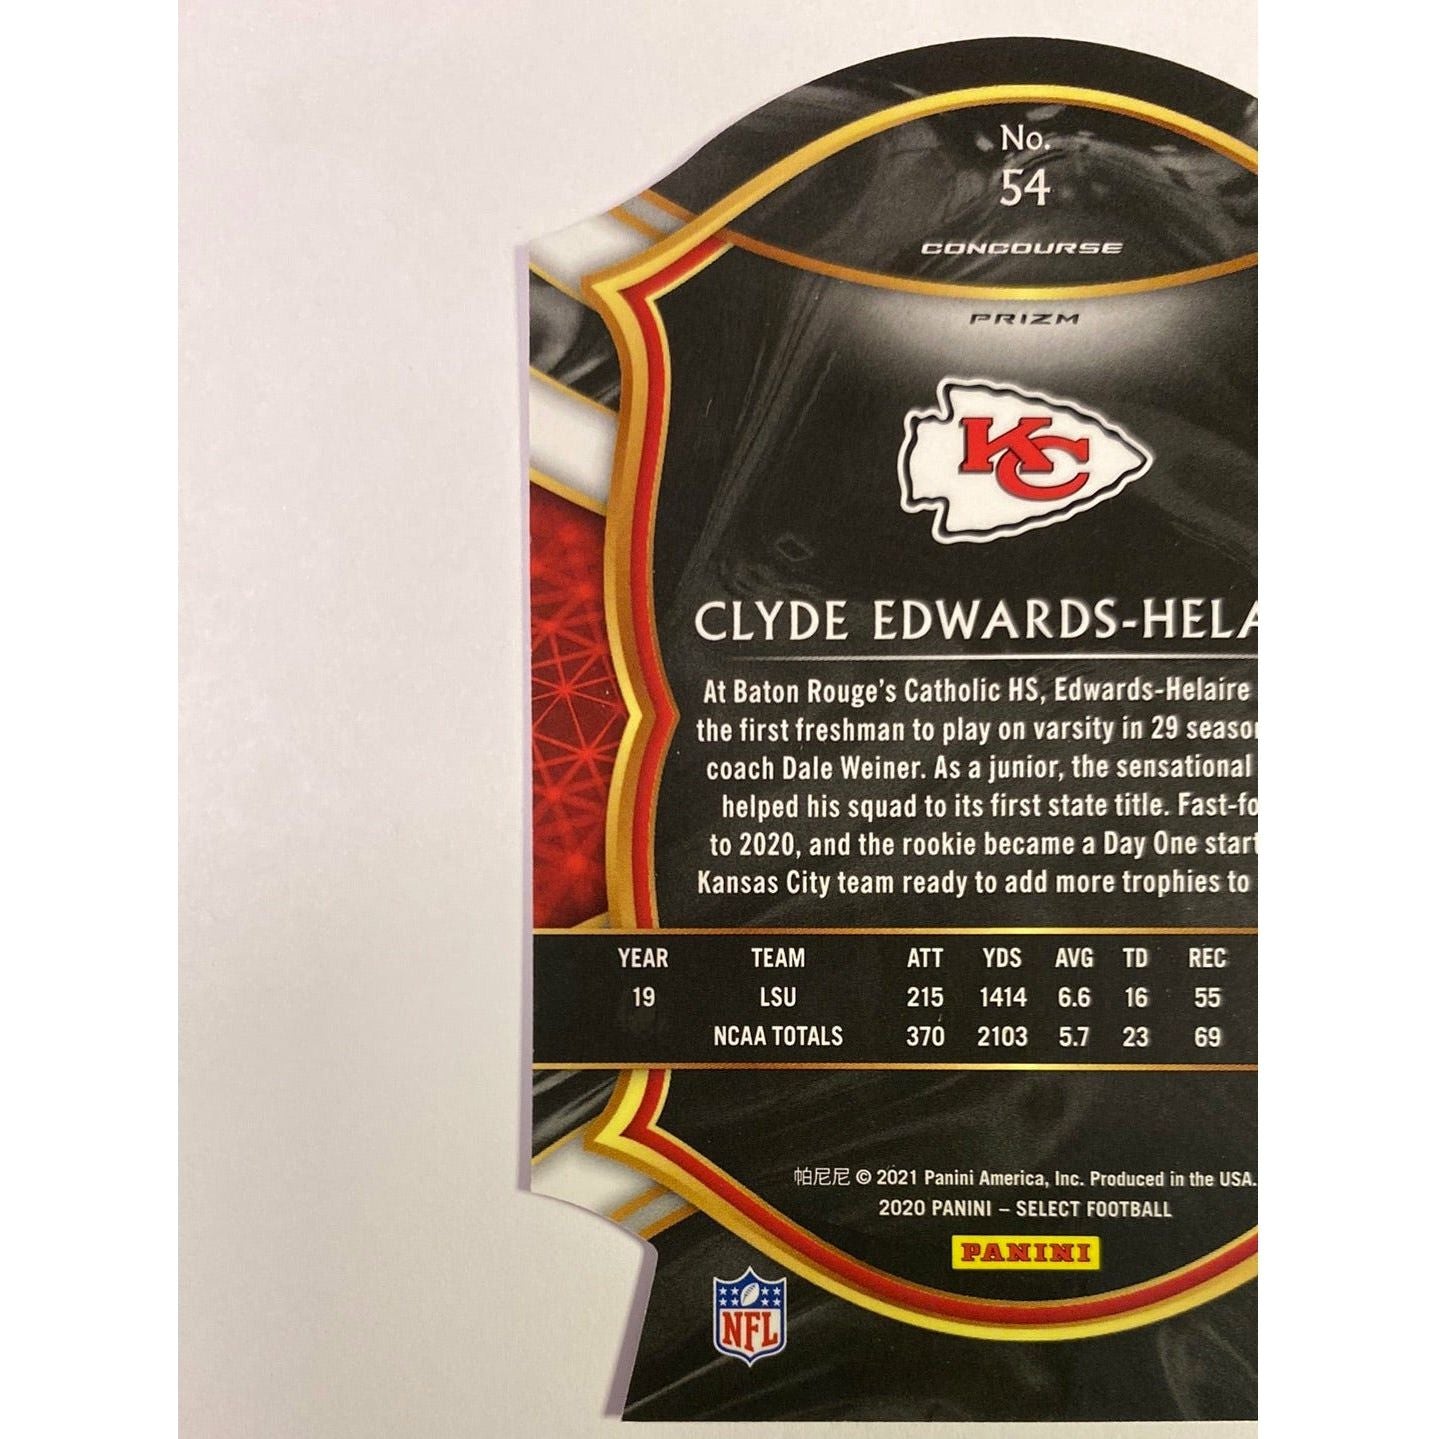 No.
54
CONCOURSE
PRIZM
KC
CLYDE EDWARDS-HELA
At Baton Rouge's Catholic HS, Edwards-Helaire
the first freshman to play on varsity in 29 season
coach Dale Weiner. As a junior, the sensational
helped his squad to its first state title. Fast-fo
to 2020, and the rookie became a Day One start
Kansas City team ready to add more trophies to
YEAR TEAM ATT YDS AVG TD REC
19 LSU 215 1414 6.6 16 55
NCAA TOTALS 370 2103 5.7 23 69
帕尼尼 © 2021 Panini America, Inc. Produced in the USA.
2020 PANINI – SELECT FOOTBALL
PANINI
NFL